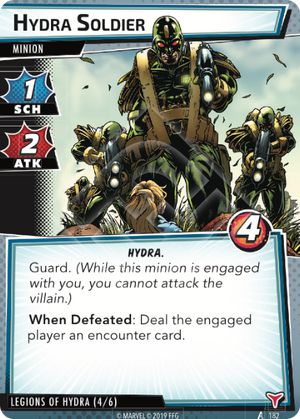 HYDRA SOLDIER
MINION
1
SCH
2
ATK
4
HYDRA.
Guard. (While this minion is engaged
with you, you cannot attack the
villain.)
When Defeated: Deal the engaged
player an encounter card.
LEGIONS OF HYDRA (4/6)
© MARVEL © 2019 FFG
182